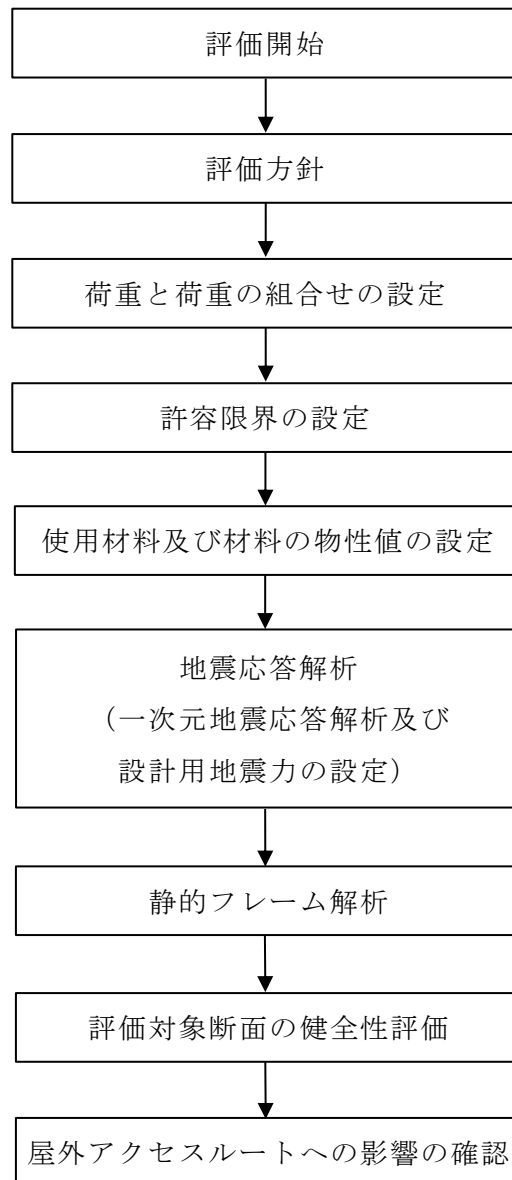 評価開始
評価方針
荷重と荷重の組合せの設定
許容限界の設定
使用材料及び材料の物性値の設定
地震応答解析
（一次元地震応答解析及び
設計用地震力の設定）
静的フレーム解析
評価対象断面の健全性評価
屋外アクセスルートへの影響の確認